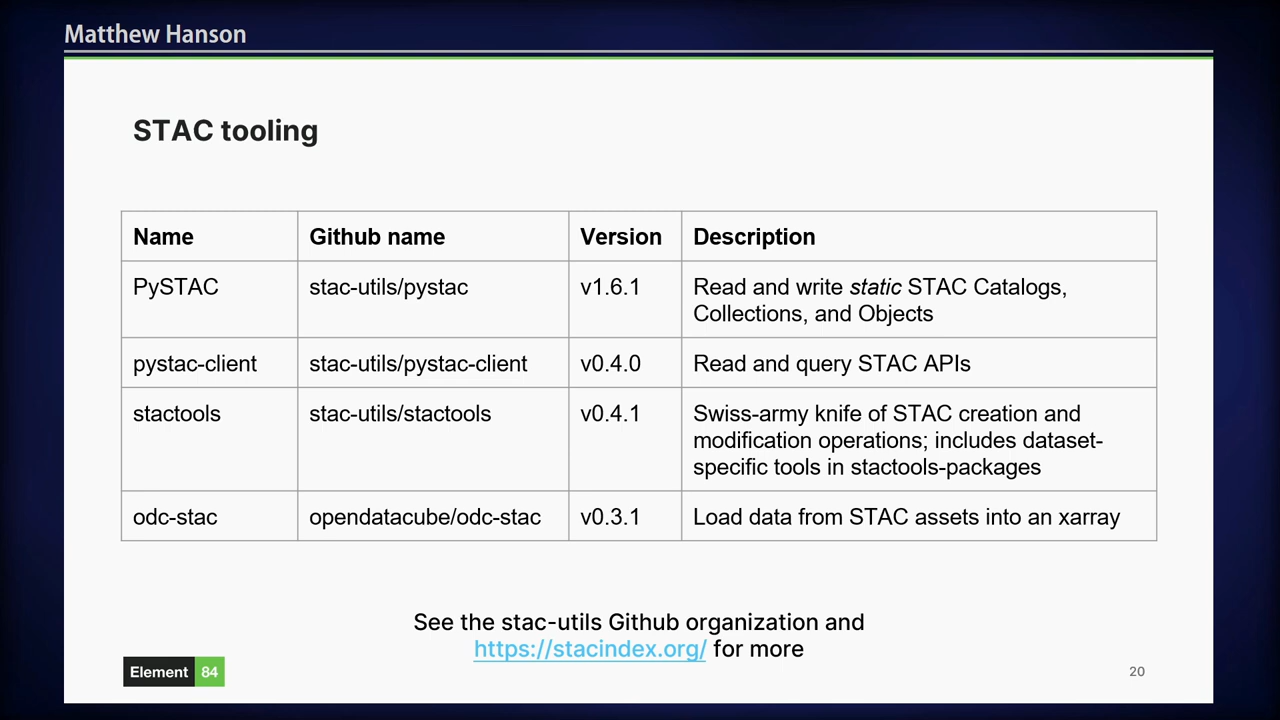 Matthew Hanson
STAC tooling
Name Github name Version Description
PySTAC stac-utils/pystac v1.6.1 Read and write static STAC Catalogs,
Collections, and Objects
pystac-client stac-utils/pystac-client v0.4.0 Read and query STAC APIs
stactools stac-utils/stactools v0.4.1 Swiss-army knife of STAC creation and
modification operations; includes dataset-
specific tools in stactools-packages
odc-stac opendatacube/odc-stac v0.3.1 Load data from STAC assets into an xarray
See the stac-utils Github organization and
https://stacindex.org/ for more
Element 84
20